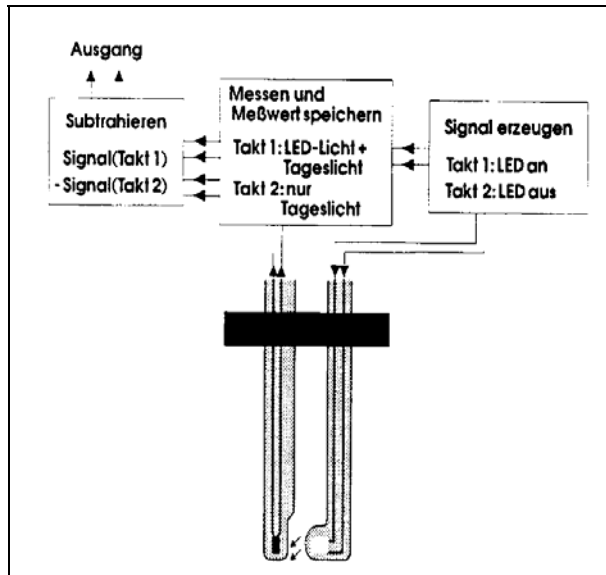 Ausgang
Subtrahieren
Signal(Takt 1)
-Signal(Takt 2)
Messen und
Meßwert speichern
Takt 1: LED-Licht +
Tageslicht
Takt 2: nur
Tageslicht
Signal erzeugen
Takt 1: LED an
Takt 2: LED aus